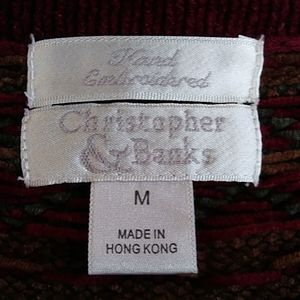 Hand
Embroidered
Christopher
& Banks
M
MADE IN
HONG KONG